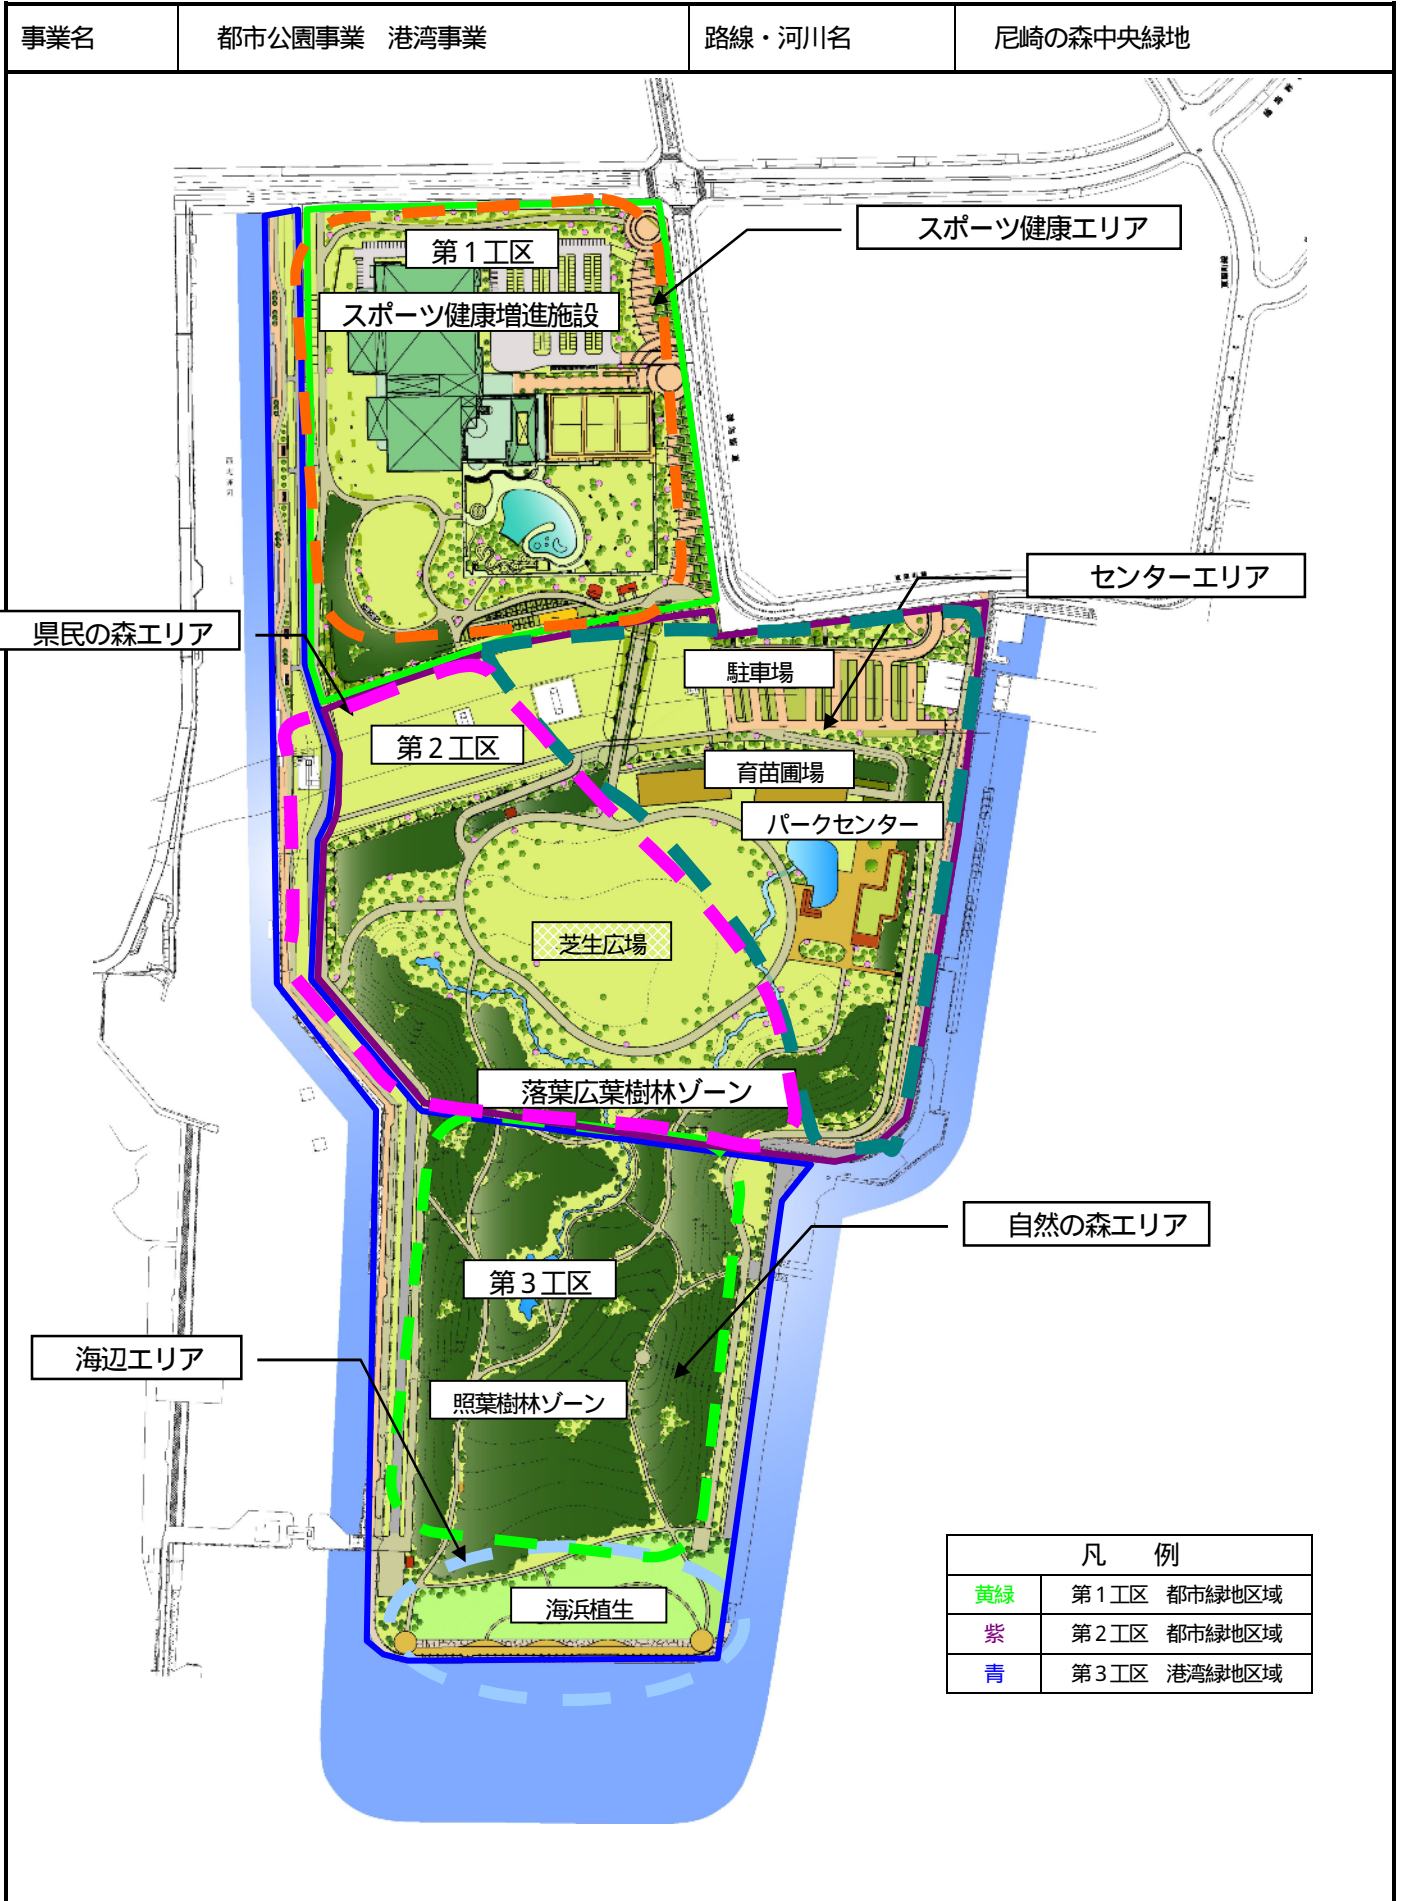 事業名 都市公園事業 港湾事業 路線・河川名 尼崎の森中央緑地
スポーツ健康エリア
第1工区
スポーツ健康増進施設
センターエリア
県民の森エリア
駐車場
第2工区
育苗圃場
パークセンター
芝生広場
落葉広葉樹林ゾーン
自然の森エリア
第3工区
海辺エリア
照葉樹林ゾーン
海浜植生
凡 例
黄緑 第1工区 都市緑地区域
紫 第2工区 都市緑地区域
青 第3工区 港湾緑地区域